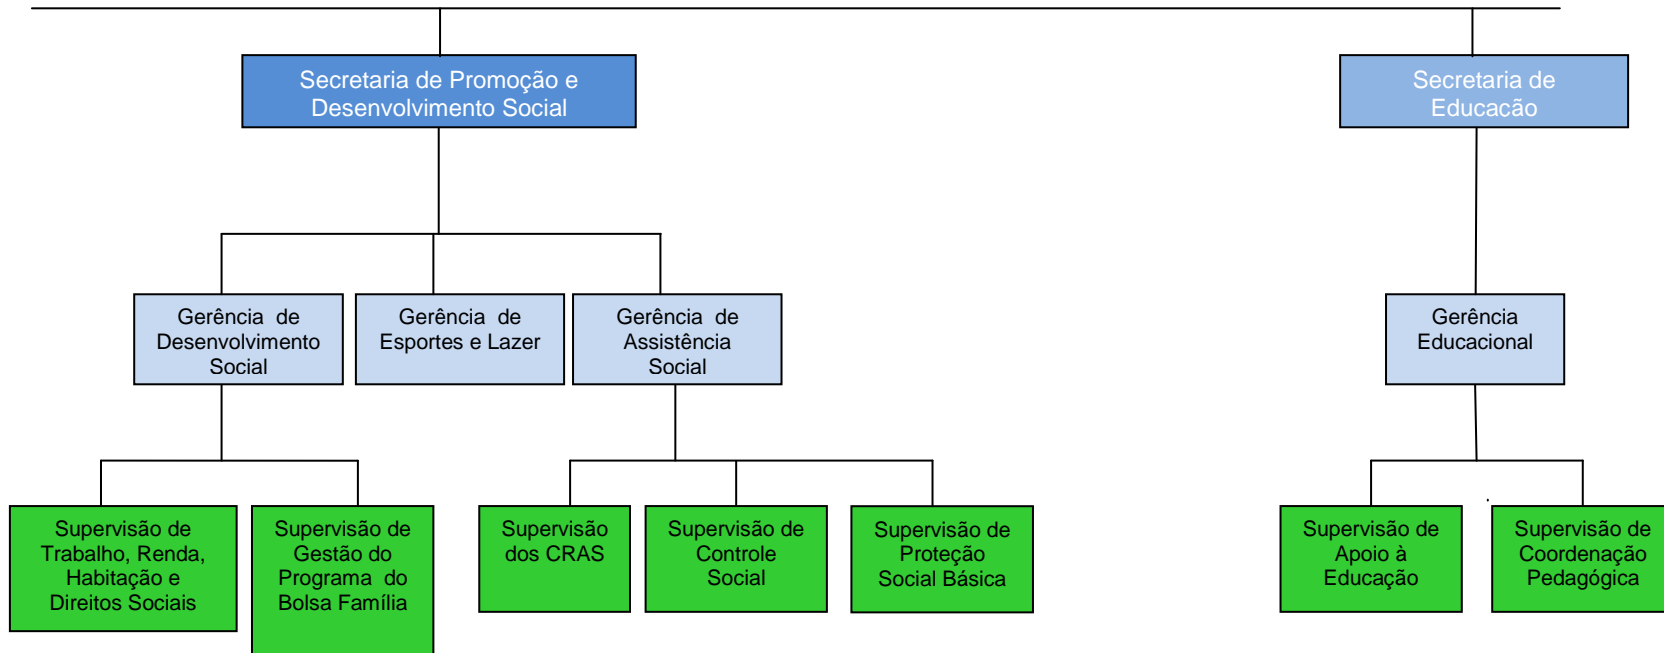 Secretaria de Promoção e
Desenvolvimento Social
Secretaria de
Educação
Gerência de
Desenvolvimento
Social
Gerência de
Esportes e Lazer
Gerência de
Assistência
Social
Gerência
Educacional
Supervisão de
Trabalho, Renda,
Habitação e
Direitos Sociais
Supervisão de
Gestão do
Programa do
Bolsa Família
Supervisão
dos CRAS
Supervisão de
Controle
Social
Supervisão de
Proteção
Social Básica
Supervisão de
Apoio à
Educação
Supervisão de
Coordenação
Pedagógica